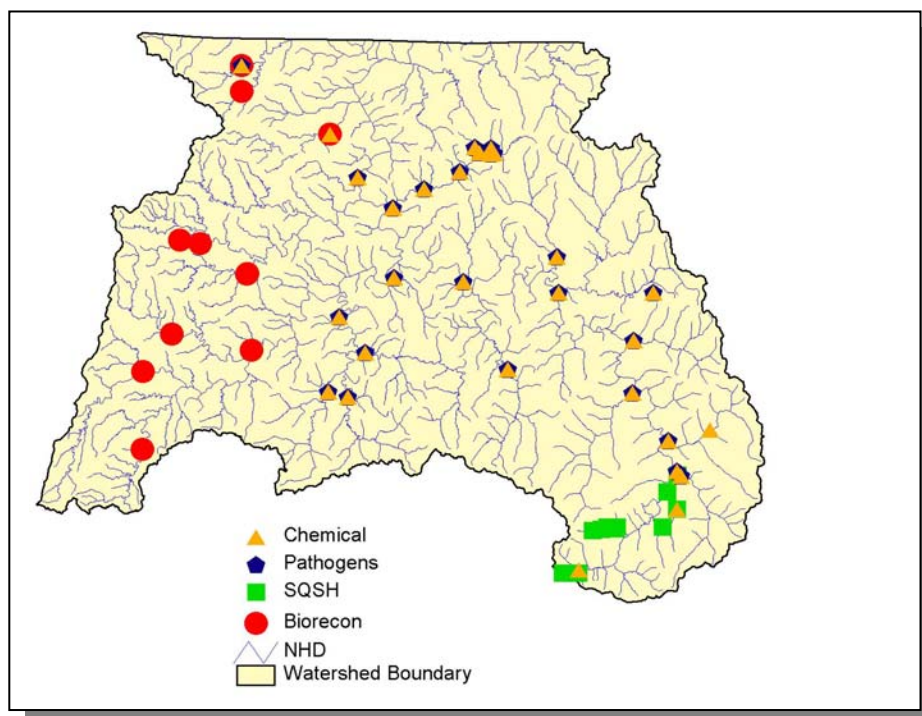 Chemical
Pathogens
SQSH
Biorecon
NHD
Watershed Boundary